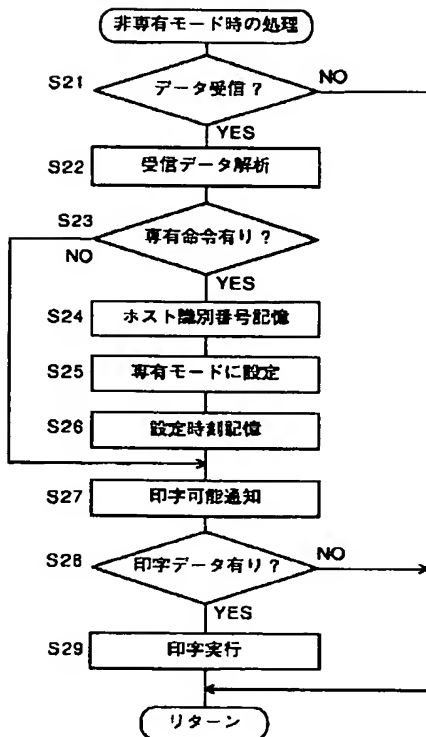 非専有モード時の処理
S21
データ受信？
NO
YES
S22
受信データ解析
S23
専有命令有り？
NO
YES
S24
ホスト識別番号記憶
S25
専有モードに設定
S26
設定時刻記憶
S27
印字可能通知
S28
印字データ有り？
NO
YES
S29
印字実行
リターン